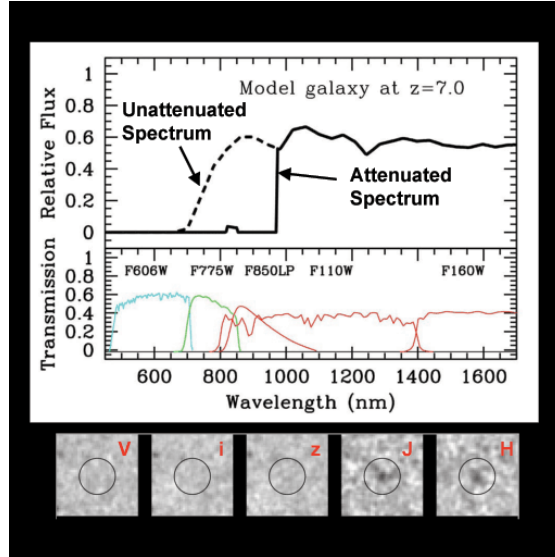 Model galaxy at z=7.0
Unattenuated
Spectrum
Attenuated
Spectrum
Relative Flux
1
0.8
0.6
0.4
0.2
0
F606W F775W F850LP F110W F160W
Transmission
0.8
0.6
0.4
0.2
0
600 800 1000 1200 1400 1600
Wavelength (nm)
V i z J H